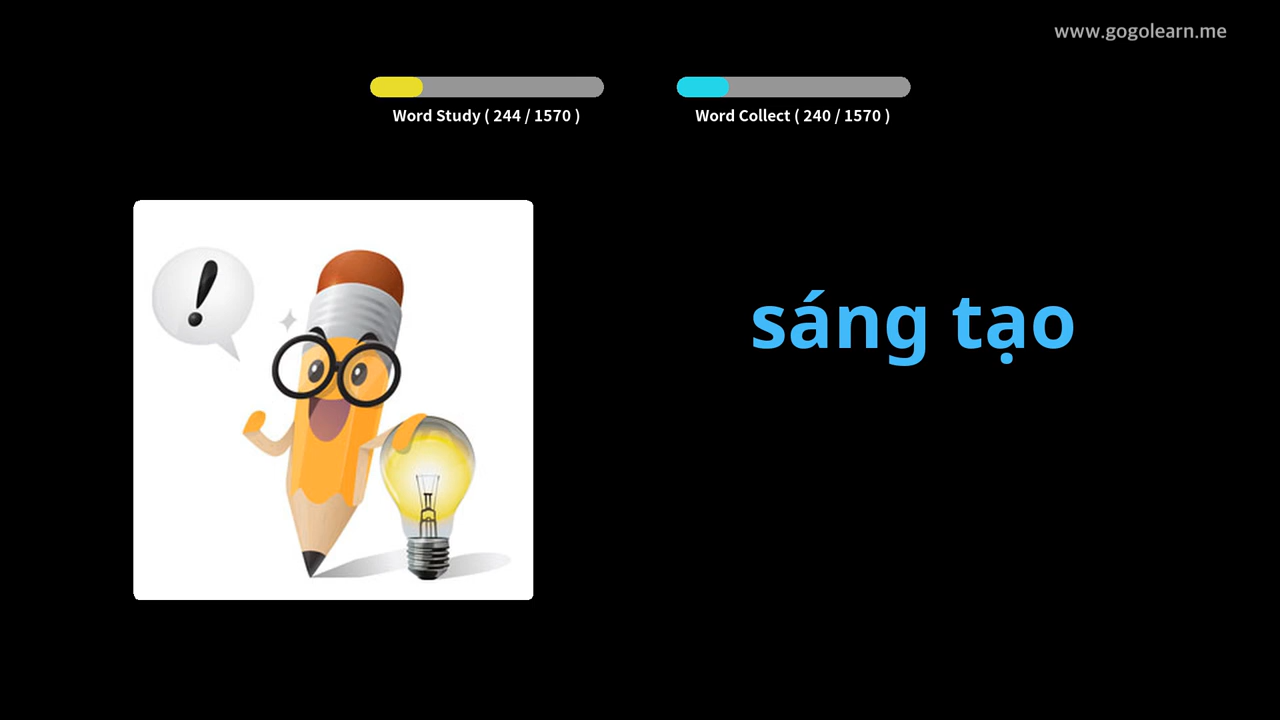 www.gogolearn.me
Word Study ( 244 / 1570 )
Word Collect ( 240 / 1570 )
!
sáng tạo